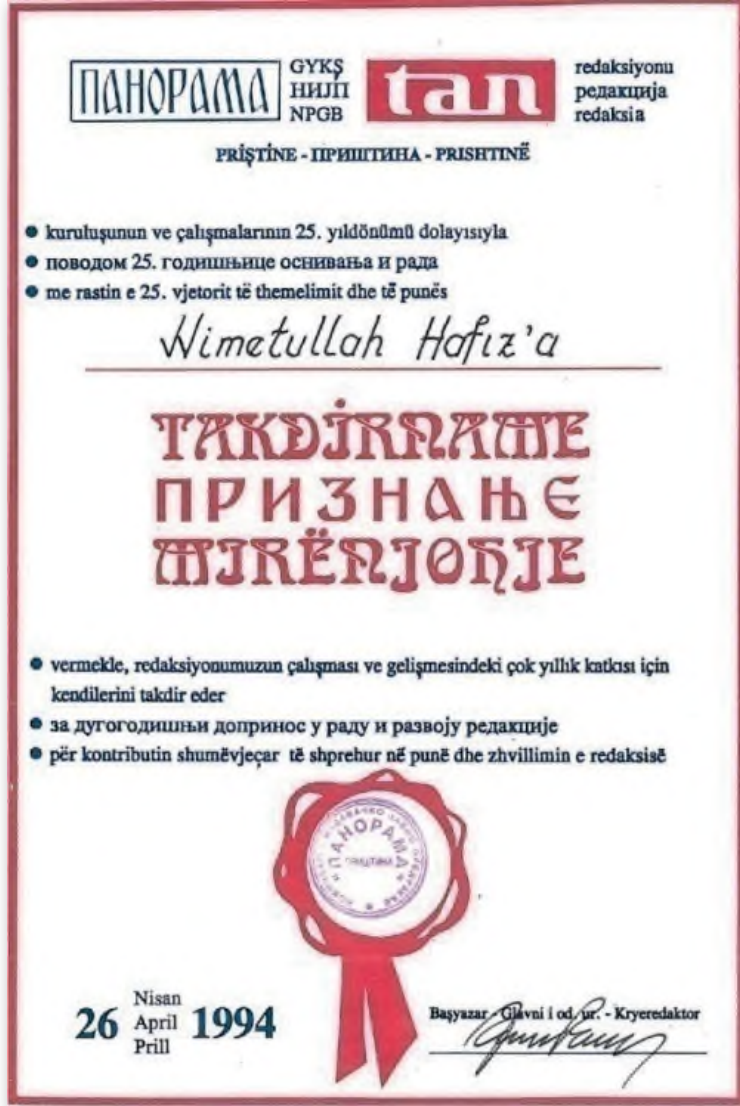 ПАНОРАМА GYKŞ tan redaksiyonu
НИЈП редакција
NPGB redaksia
PRİŞTİNE - ПРИШТИНА - PRISHTINË
kuruluşunun ve çalışmalarının 25. yıldönümü dolayısıyla
поводом 25. годишњице оснивања и рада
me rastin e 25. vjetorit të themelimit dhe të punës
Nimetullah Hafız'a
TAKDİRNAME
ПРИЗНАЊЕ
MIRËNJOHJE
vermekle, redaksiyonumuzun çalışması ve gelişmesindeki çok yıllık katkısı için
kendilerini takdir eder
за дугогодишњи допринос у раду и развоју редакције
për kontributin shumëvjeçar të shprehur në punë dhe zhvillimin e redaksisë
ПАНОРАМА
ПРИШТИНА
26 Nisan 1994
April
Prill
Başyazar - Glavni i od. ur. - Kryeredaktor